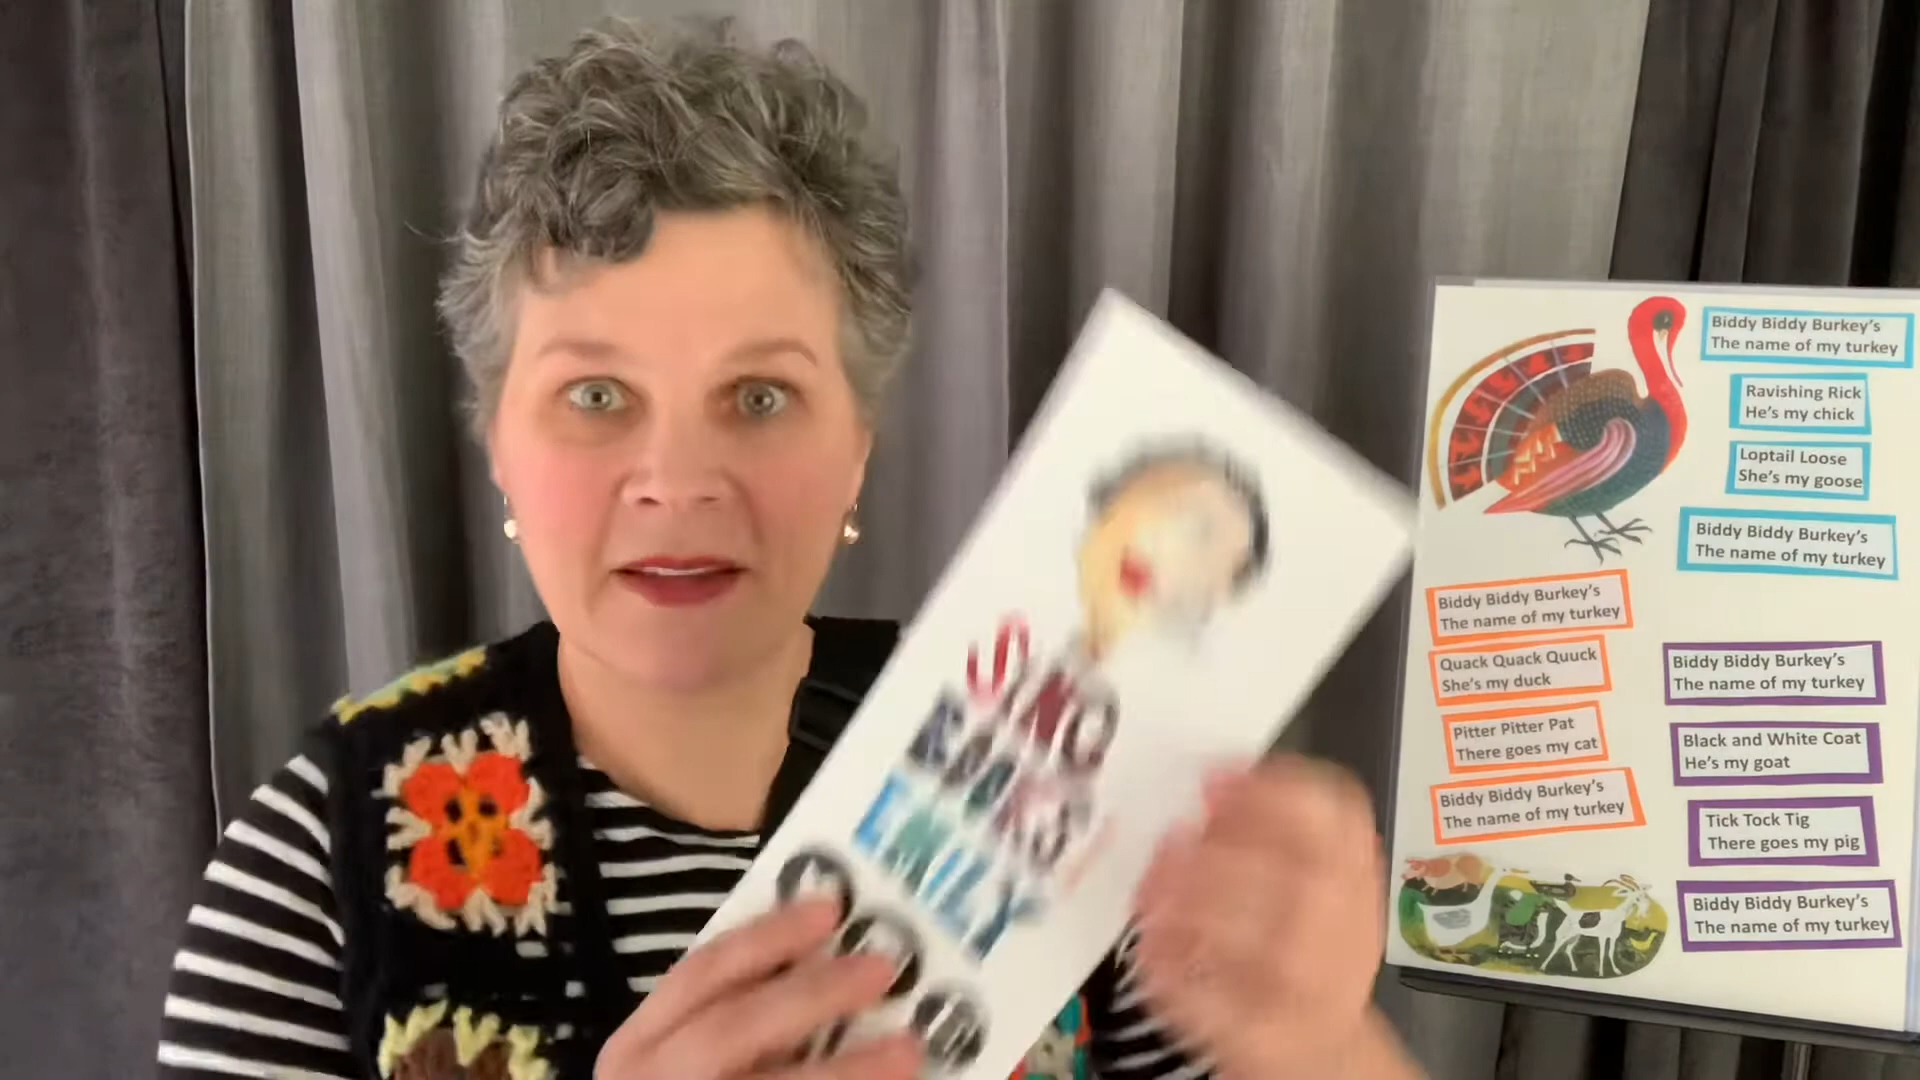 SING
BOOKS
EMILY
Biddy Biddy Burkey's
The name of my turkey
Ravishing Rick
He's my chick
Loptail Loose
She's my goose
Biddy Biddy Burkey's
The name of my turkey
Biddy Biddy Burkey's
The name of my turkey
Quack Quack Quuck
She's my duck
Pitter Pitter Pat
There goes my cat
Biddy Biddy Burkey's
The name of my turkey
Biddy Biddy Burkey's
The name of my turkey
Black and White Coat
He's my goat
Tick Tock Tig
There goes my pig
Biddy Biddy Burkey's
The name of my turkey